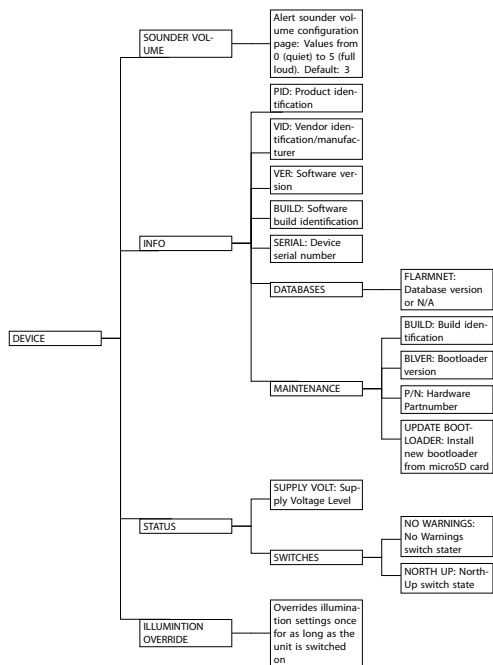 SOUNDER VOL-
UME
Alert sounder vol-
ume configuration
page: Values from
0 (quiet) to 5 (full
loud). Default: 3
PID: Product iden-
tification
VID: Vendor iden-
tification/manufac-
turer
VER: Software ver-
sion
BUILD: Software
build identification
INFO
SERIAL: Device
serial number
DATABASES
FLARMNET:
Database version
or N/A
DEVICE
BUILD: Build iden-
tification
BLVER: Bootloader
version
MAINTENANCE
P/N: Hardware
Partnumber
UPDATE BOOT-
LOADER: Install
new bootloader
from microSD card
SUPPLY VOLT: Sup-
ply Voltage Level
STATUS
SWITCHES
NO WARNINGS:
No Warnings
switch stater
NORTH UP: North-
Up switch state
ILLUMINTION
OVERRIDE
Overrides illumina-
tion settings once
for as long as the
unit is switched
on